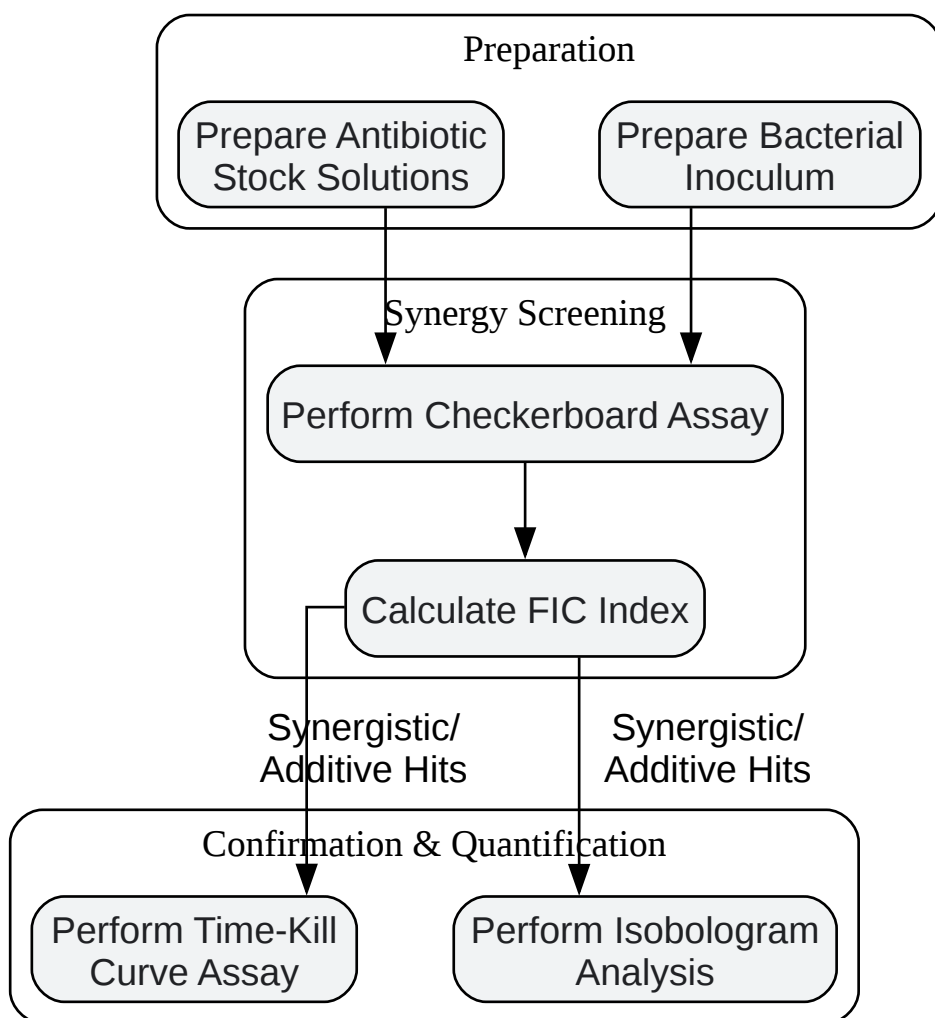 Preparation
Prepare Antibiotic
Stock Solutions
Prepare Bacterial
Inoculum
Synergy Screening
Perform Checkerboard Assay
Calculate FIC Index
Synergistic/
Additive Hits
Synergistic/
Additive Hits
Confirmation & Quantification
Perform Time-Kill
Curve Assay
Perform Isobologram
Analysis